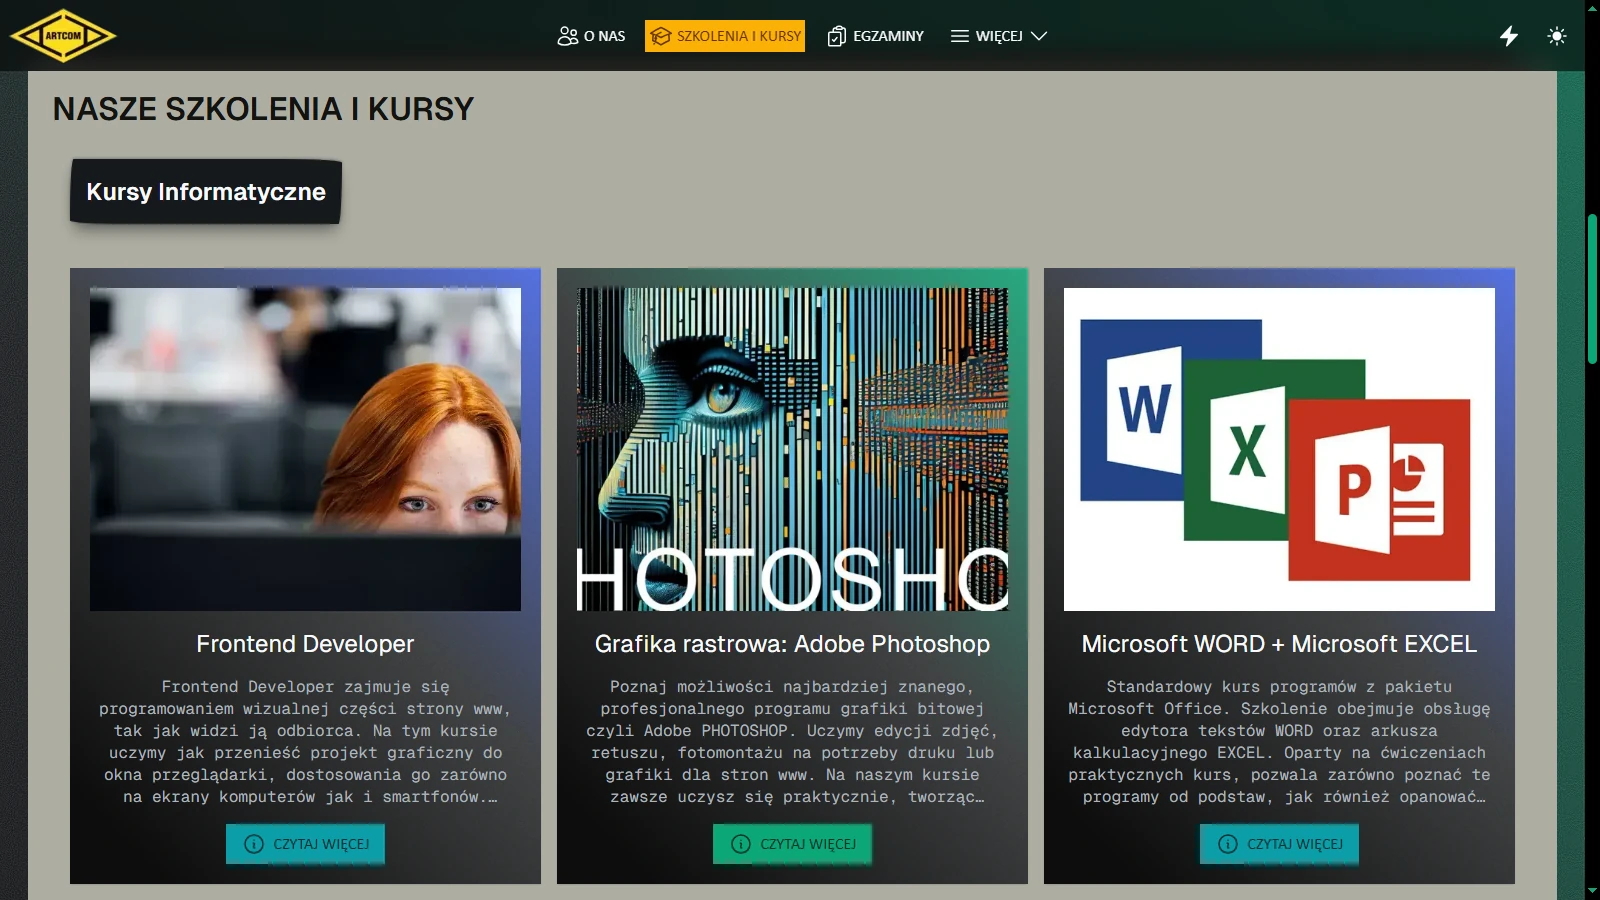 ARTCOM
O NAS
SZKOLENIA I KURSY
EGZAMINY
WIĘCEJ
NASZE SZKOLENIA I KURSY
Kursy Informatyczne
HOTOSHO
W
X
P
Frontend Developer
Frontend Developer zajmuje się
programowaniem wizualnej części strony www,
tak jak widzi ją odbiorca. Na tym kursie
uczymy jak przenieść projekt graficzny do
okna przeglądarki, dostosowania go zarówno
na ekrany komputerów jak i smartfonów.…
CZYTAJ WIĘCEJ
Grafika rastrowa: Adobe Photoshop
Poznaj możliwości najbardziej znanego,
profesjonalnego programu grafiki bitowej
czyli Adobe PHOTOSHOP. Uczymy edycji zdjęć,
retuszu, fotomontażu na potrzeby druku lub
grafiki dla stron www. Na naszym kursie
zawsze uczysz się praktycznie, tworząc…
CZYTAJ WIĘCEJ
Microsoft WORD + Microsoft EXCEL
Standardowy kurs programów z pakietu
Microsoft Office. Szkolenie obejmuje obsługę
edytora tekstów WORD oraz arkusza
kalkulacyjnego EXCEL. Oparty na ćwiczeniach
praktycznych kurs, pozwala zarówno poznać te
programy od podstaw, jak również opanować…
CZYTAJ WIĘCEJ